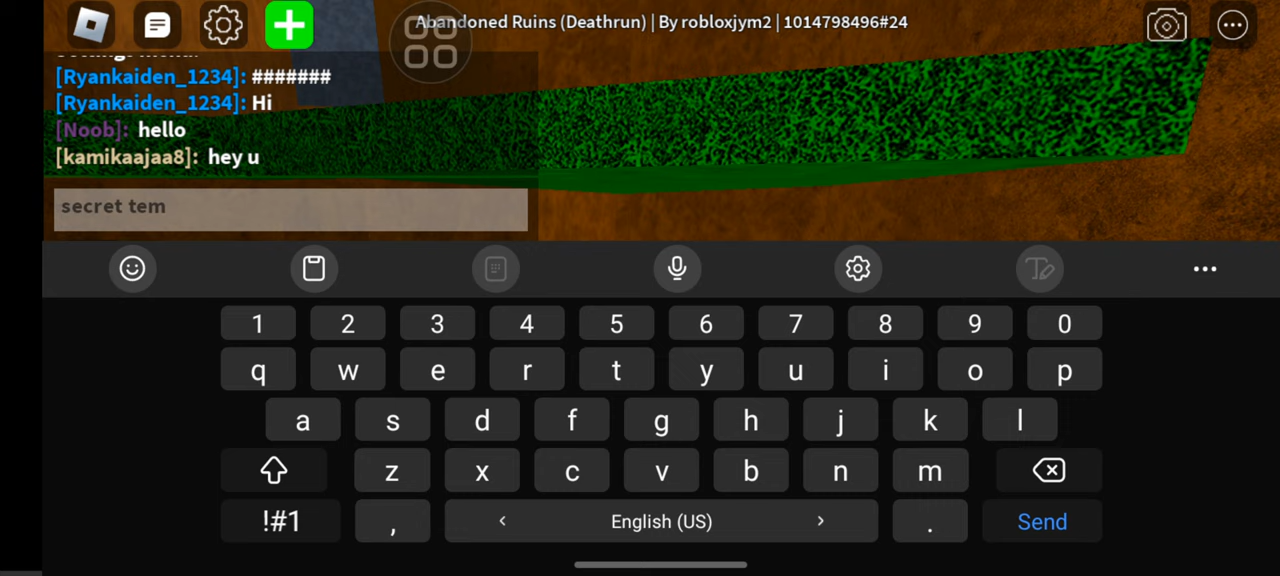 Abandoned Ruins (Deathrun) | By robloxjym2 | 1014798496#24
[Ryankaiden_1234]: #######
[Ryankaiden_1234]: Hi
[Noob]: hello
[kamikaajaa8]: hey u
secret tem
1 2 3 4 5 6 7 8 9 0
q w e r t y u i o p
a s d f g h j k l
z x c v b n m
!#1 , < English (US) > . Send